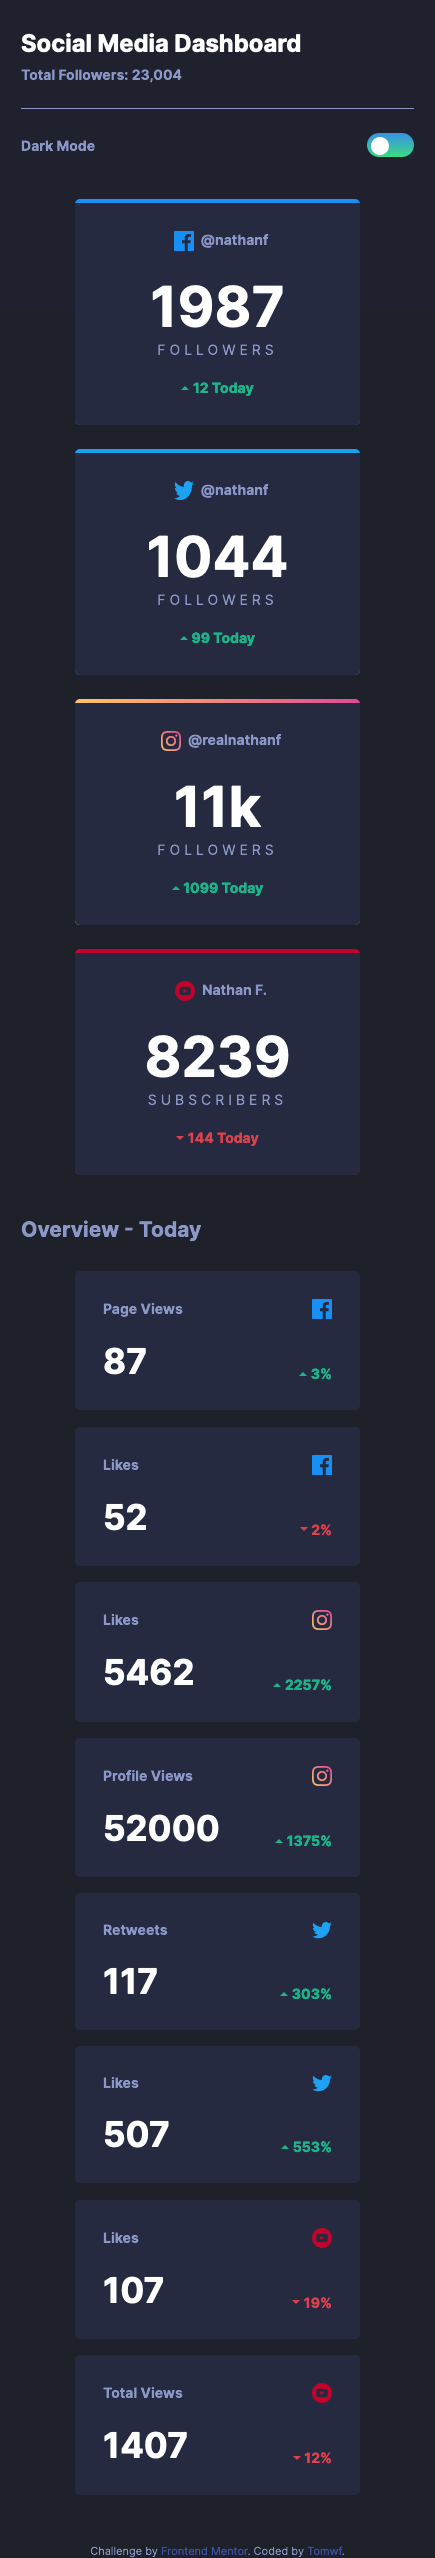 Social Media Dashboard
Total Followers: 23,004
Dark Mode
@nathanf
1987
FOLLOWERS
12 Today
@nathanf
1044
FOLLOWERS
99 Today
@realnathanf
11k
FOLLOWERS
1099 Today
Nathan F.
8239
SUBSCRIBERS
144 Today
Overview - Today
Page Views
87
3%
Likes
52
2%
Likes
5462
2257%
Profile Views
52000
1375%
Retweets
117
303%
Likes
507
553%
Likes
107
19%
Total Views
1407
12%
Challenge by Frontend Mentor. Coded by Tomwf.